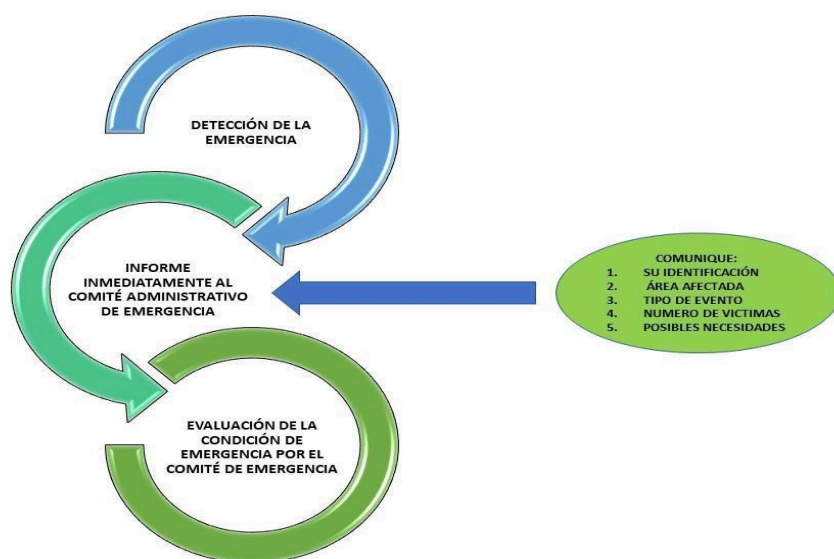 DETECCIÓN DE LA
EMERGENCIA
INFORME
INMEDIATAMENTE AL
COMITÉ ADMINISTRATIVO
DE EMERGENCIA
COMUNIQUE:
1. SU IDENTIFICACIÓN
2. ÁREA AFECTADA
3. TIPO DE EVENTO
4. NUMERO DE VICTIMAS
5. POSIBLES NECESIDADES
EVALUACIÓN DE LA
CONDICIÓN DE
EMERGENCIA POR EL
COMITÉ DE EMERGENCIA